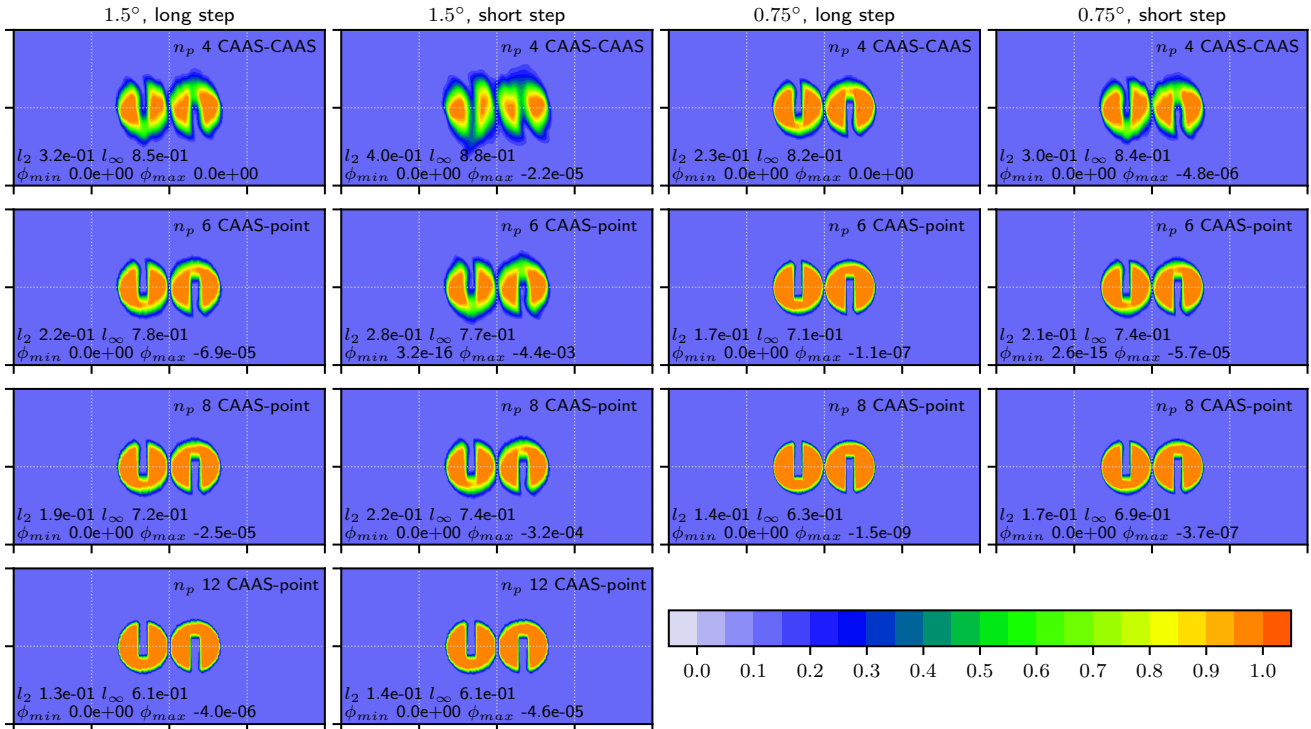 1.5°, long step
1.5°, short step
0.75°, long step
0.75°, short step
n_p 4 CAAS-CAAS
l_2 3.2e-01 l_∞ 8.5e-01
ϕ_min 0.0e+00 ϕ_max 0.0e+00
n_p 4 CAAS-CAAS
l_2 4.0e-01 l_∞ 8.8e-01
ϕ_min 0.0e+00 ϕ_max -2.2e-05
n_p 4 CAAS-CAAS
l_2 2.3e-01 l_∞ 8.2e-01
ϕ_min 0.0e+00 ϕ_max 0.0e+00
n_p 4 CAAS-CAAS
l_2 3.0e-01 l_∞ 8.4e-01
ϕ_min 0.0e+00 ϕ_max -4.8e-06
n_p 6 CAAS-point
l_2 2.2e-01 l_∞ 7.8e-01
ϕ_min 0.0e+00 ϕ_max -6.9e-05
n_p 6 CAAS-point
l_2 2.8e-01 l_∞ 7.7e-01
ϕ_min 3.2e-16 ϕ_max -4.4e-03
n_p 6 CAAS-point
l_2 1.7e-01 l_∞ 7.1e-01
ϕ_min 0.0e+00 ϕ_max -1.1e-07
n_p 6 CAAS-point
l_2 2.1e-01 l_∞ 7.4e-01
ϕ_min 2.6e-15 ϕ_max -5.7e-05
n_p 8 CAAS-point
l_2 1.9e-01 l_∞ 7.2e-01
ϕ_min 0.0e+00 ϕ_max -2.5e-05
n_p 8 CAAS-point
l_2 2.2e-01 l_∞ 7.4e-01
ϕ_min 0.0e+00 ϕ_max -3.2e-04
n_p 8 CAAS-point
l_2 1.4e-01 l_∞ 6.3e-01
ϕ_min 0.0e+00 ϕ_max -1.5e-09
n_p 8 CAAS-point
l_2 1.7e-01 l_∞ 6.9e-01
ϕ_min 0.0e+00 ϕ_max -3.7e-07
n_p 12 CAAS-point
l_2 1.3e-01 l_∞ 6.1e-01
ϕ_min 0.0e+00 ϕ_max -4.0e-06
n_p 12 CAAS-point
l_2 1.4e-01 l_∞ 6.1e-01
ϕ_min 0.0e+00 ϕ_max -4.6e-05
0.0 0.1 0.2 0.3 0.4 0.5 0.6 0.7 0.8 0.9 1.0